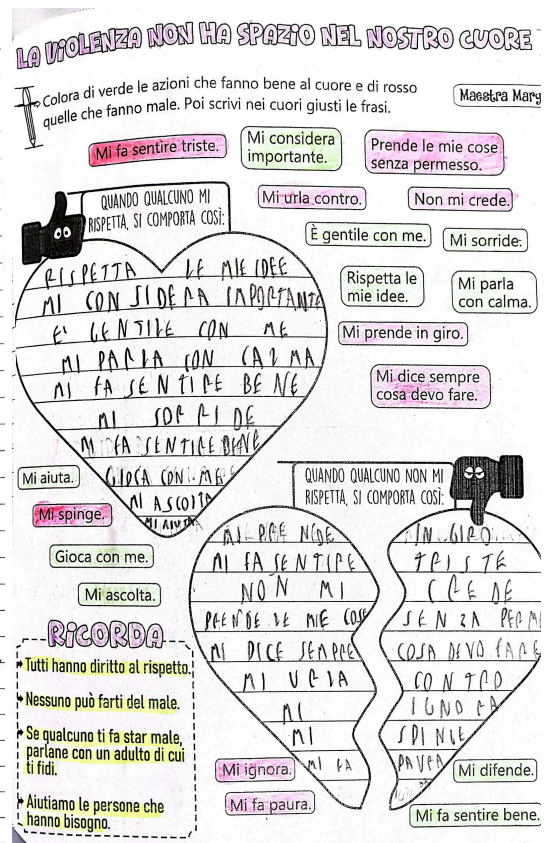 LA VIOLENZA NON HA SPAZIO NEL NOSTRO CUORE
Colora di verde le azioni che fanno bene al cuore e di rosso
quelle che fanno male. Poi scrivi nei cuori giusti le frasi.
Maestra Mary
Mi fa sentire triste.
Mi considera
importante.
Prende le mie cose
senza permesso.
QUANDO QUALCUNO MI
RISPETTA, SI COMPORTA COSÌ:
Mi urla contro.
Non mi crede.
È gentile con me.
Mi sorride.
Rispetta le
mie idee.
Mi parla
con calma.
Mi prende in giro.
Mi dice sempre
cosa devo fare.
RISPETTA LE MIE IDEE
MI CONSIDERA IMPORTANTE
E' GENTILE CON ME
MI PARLA CON CALMA
MI FA SENTIRE BENE
MI SORRIDE
MI FA SENTIRE BENE
GIOCA CON ME
MI ASCOLTA
MI AIUTA
Mi aiuta.
Mi spinge.
Gioca con me.
Mi ascolta.
QUANDO QUALCUNO NON MI
RISPETTA, SI COMPORTA COSÌ:
MI PRENDE IN GIRO
MI FA SENTIRE TRISTE
NON MI CREDE
PRENDE LE MIE COSE SENZA PERME
MI DICE SEMPRE COSA DEVO FARE
MI URLA CONTRO
MI IGNORA
MI SPINGE
MI FA PAURA
RICORDA
Tutti hanno diritto al rispetto.
Nessuno può farti del male.
Se qualcuno ti fa star male,
parlane con un adulto di cui
ti fidi.
Aiutiamo le persone che
hanno bisogno.
Mi ignora.
Mi fa paura.
Mi difende.
Mi fa sentire bene.